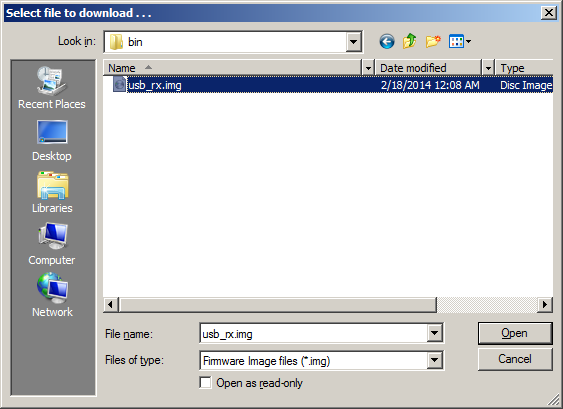 Select file to download . . .
Look in: bin
Name Date modified Type
usb_rx.img 2/18/2014 12:08 AM Disc Image
Recent Places
Desktop
Libraries
Computer
Network
File name: usb_rx.img Open
Files of type: Firmware Image files (*.img) Cancel
Open as read-only